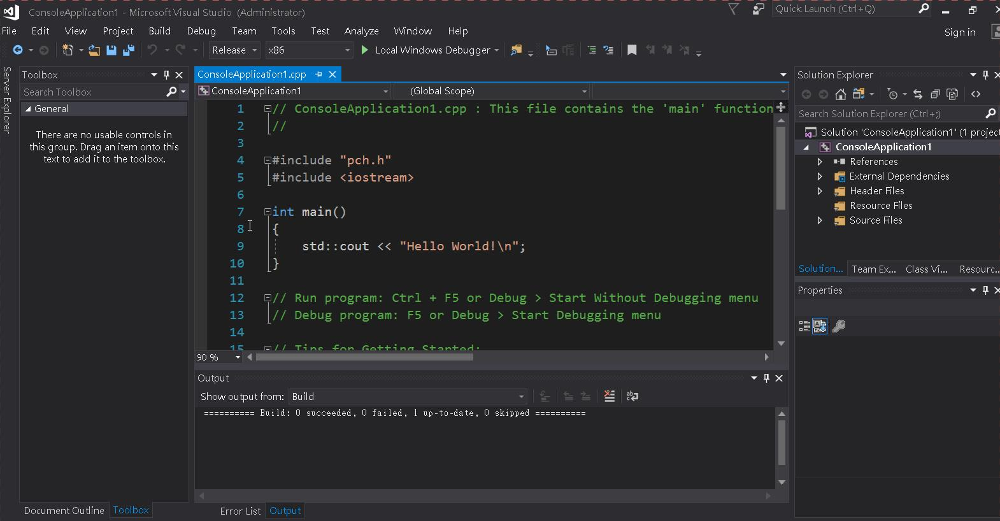 ConsoleApplication1 - Microsoft Visual Studio (Administrator)
Quick Launch (Ctrl+Q)
File Edit View Project Build Debug Team Tools Test Analyze Window Help
Sign in
Release x86 Local Windows Debugger
Server Explorer
Toolbox
Search Toolbox
General
There are no usable controls in
this group. Drag an item onto this
text to add it to the toolbox.
Document Outline Toolbox
ConsoleApplication1.cpp
ConsoleApplication1 (Global Scope)
1 // ConsoleApplication1.cpp : This file contains the 'main' function
2 //
3
4 #include "pch.h"
5 #include <iostream>
6
7 int main()
8 {
9 std::cout << "Hello World!\n";
10 }
11
12 // Run program: Ctrl + F5 or Debug > Start Without Debugging menu
13 // Debug program: F5 or Debug > Start Debugging menu
14
15 // Tips for Getting Started:
90 %
Output
Show output from: Build
========== Build: 0 succeeded, 0 failed, 1 up-to-date, 0 skipped ==========
Error List Output
Solution Explorer
Search Solution Explorer (Ctrl+;)
Solution 'ConsoleApplication1' (1 project
ConsoleApplication1
References
External Dependencies
Header Files
Resource Files
Source Files
Solution... Team Ex... Class Vi... Resourc...
Properties